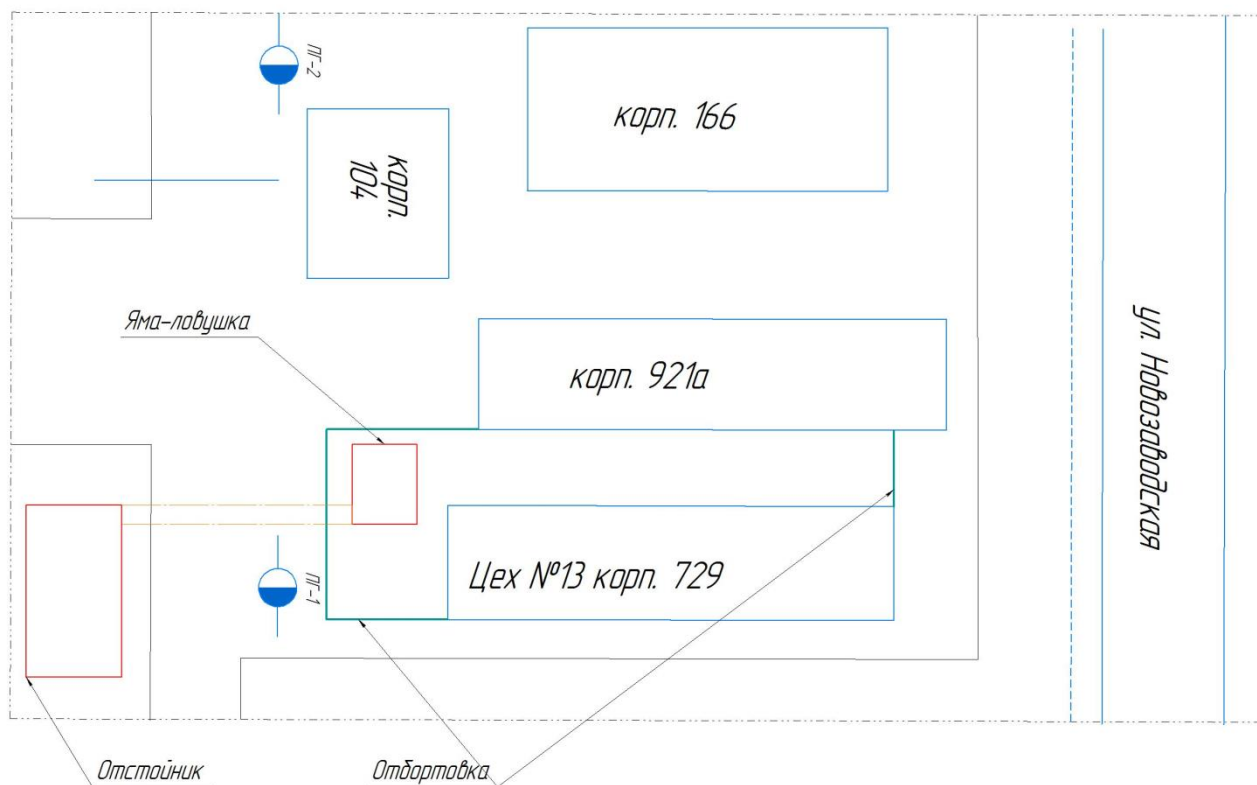 ПГ-2
корп. 166
корп.
104
Яма-ловушка
корп. 921а
ул. Новозаводская
Цех №13 корп. 729
ПГ-1
Отстойник
Отбортовка